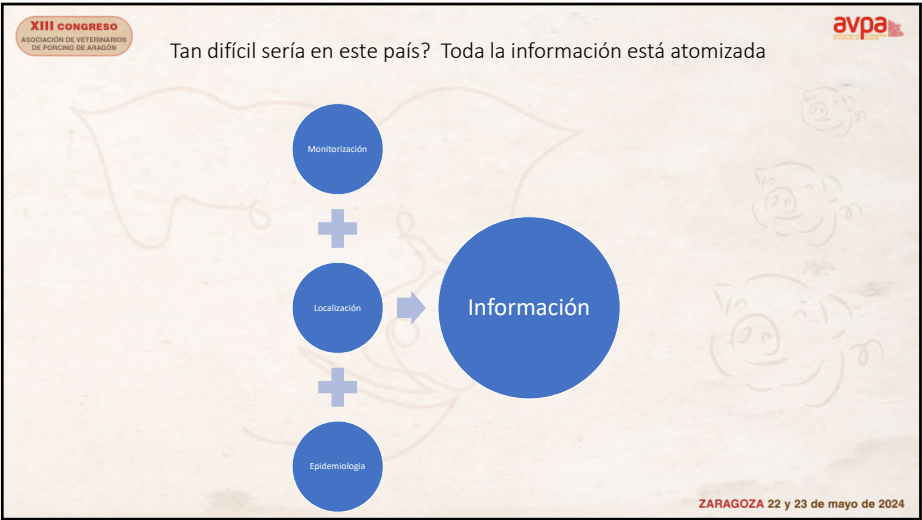 XIII CONGRESO
ASOCIACIÓN DE VETERINARIOS
DE PORCINO DE ARAGÓN
avpa
Tan difícil sería en este país? Toda la información está atomizada
Monitorización
Localización
Información
Epidemiologia
ZARAGOZA 22 y 23 de mayo de 2024